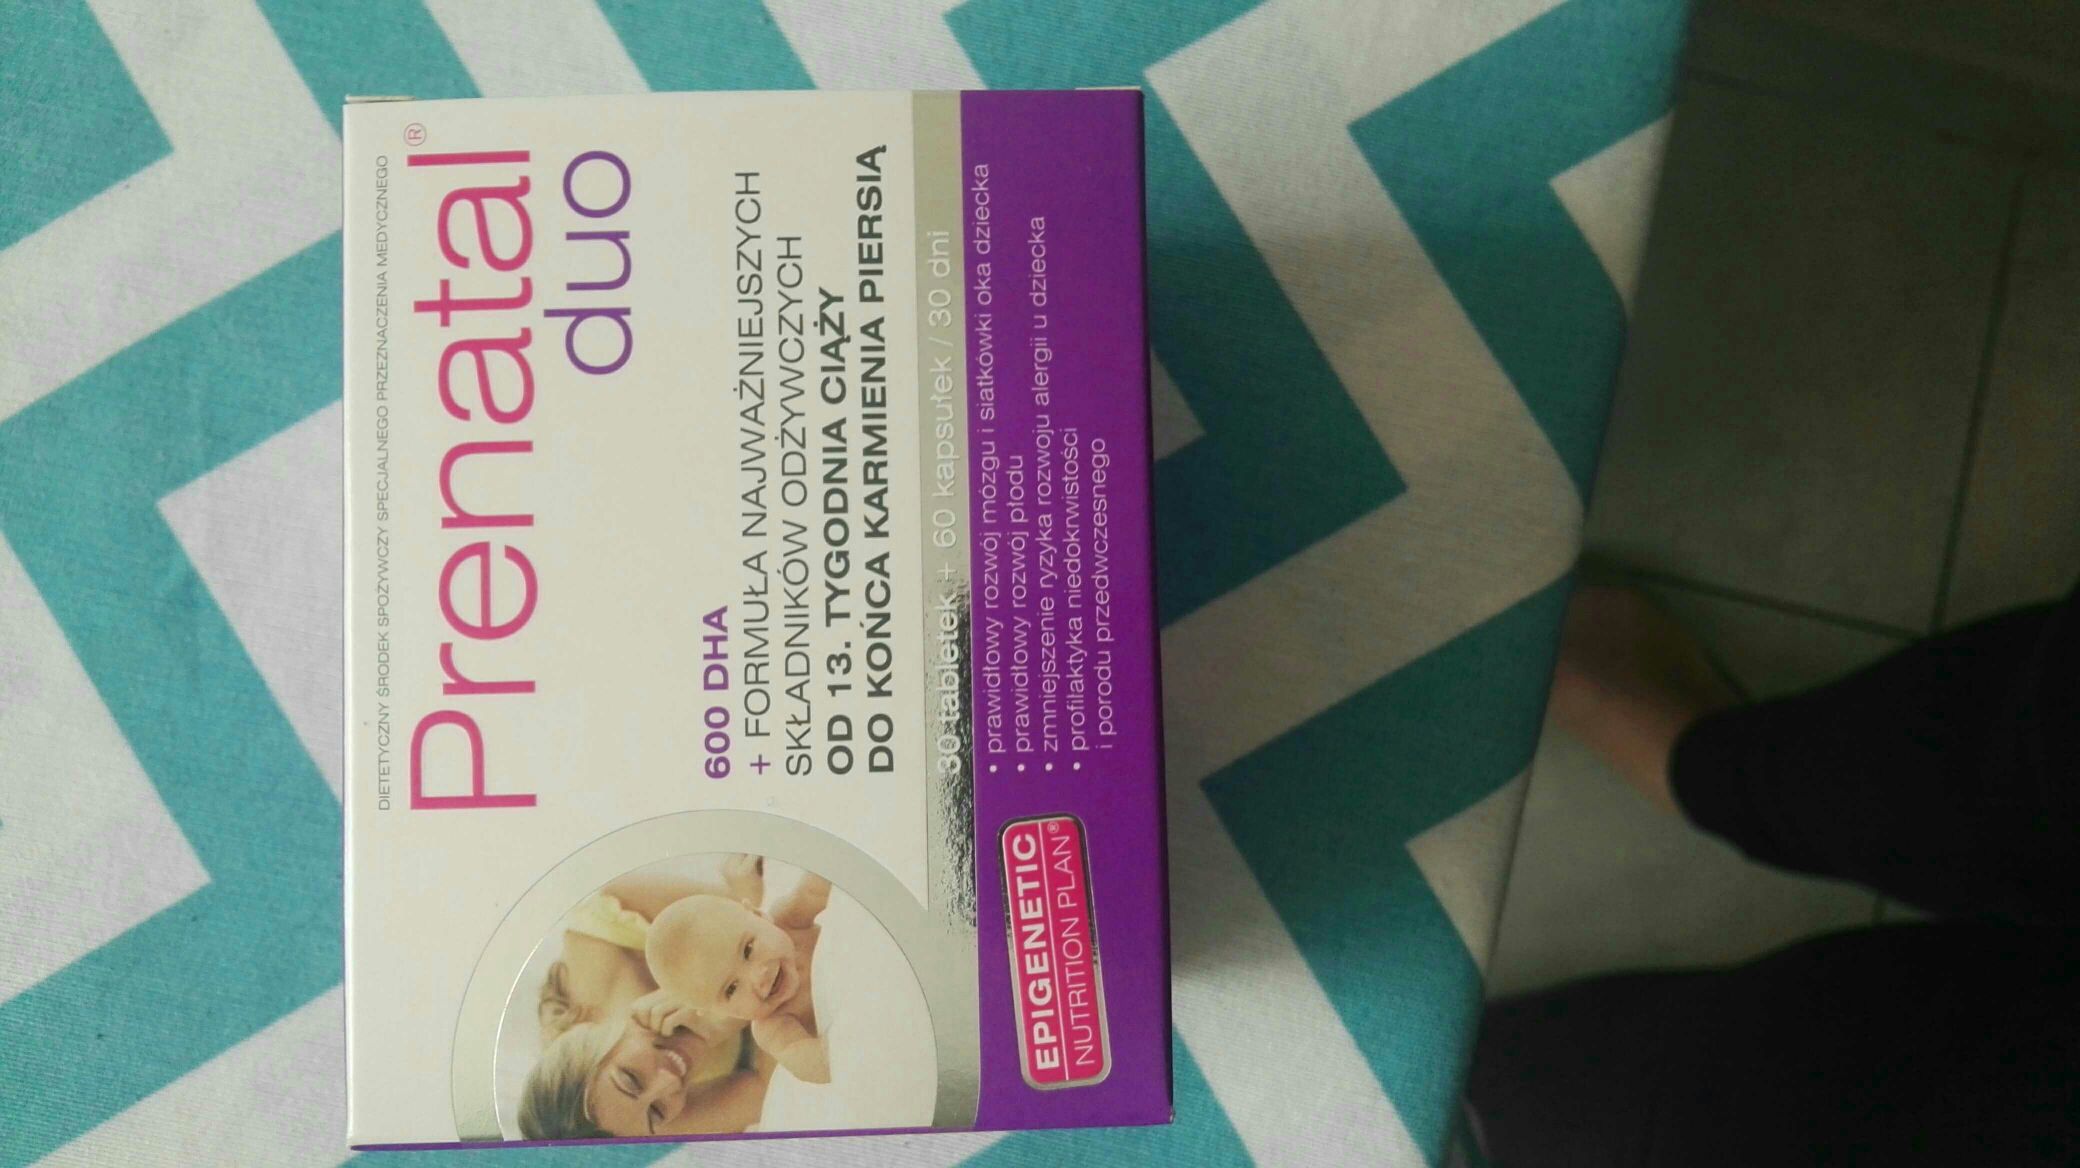 DIETETYCZNY ŚRODEK SPOŻYWCZY SPECJALNEGO PRZEZNACZENIA MEDYCZNEGO
Prenatal®
duo
600 DHA
+ FORMUŁA NAJWAŻNIEJSZYCH
SKŁADNIKÓW ODŻYWCZYCH
OD 13. TYGODNIA CIĄŻY
DO KOŃCA KARMIENIA PIERSIĄ
30 tabletek + 60 kapsułek / 30 dni
• prawidłowy rozwój mózgu i siatkówki oka dziecka
• prawidłowy rozwój płodu
• zmniejszenie ryzyka rozwoju alergii u dziecka
• profilaktyka niedokrwistości
i porodu przedwczesnego
EPIGENETIC
NUTRITION PLAN®